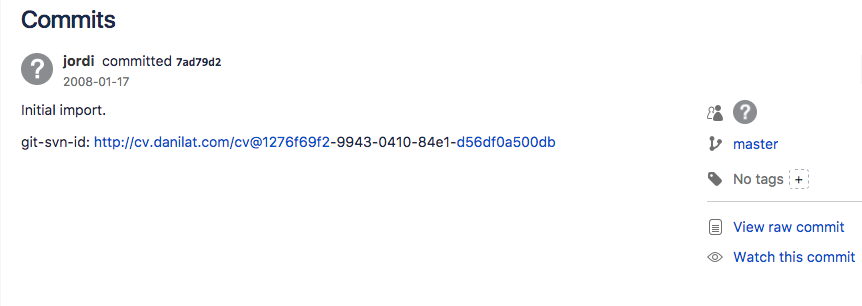 Commits
jordi committed 7ad79d2
2008-01-17
Initial import.
git-svn-id: http://cv.danilat.com/cv@1276f69f2-9943-0410-84e1-d56df0a500db
master
No tags +
View raw commit
Watch this commit